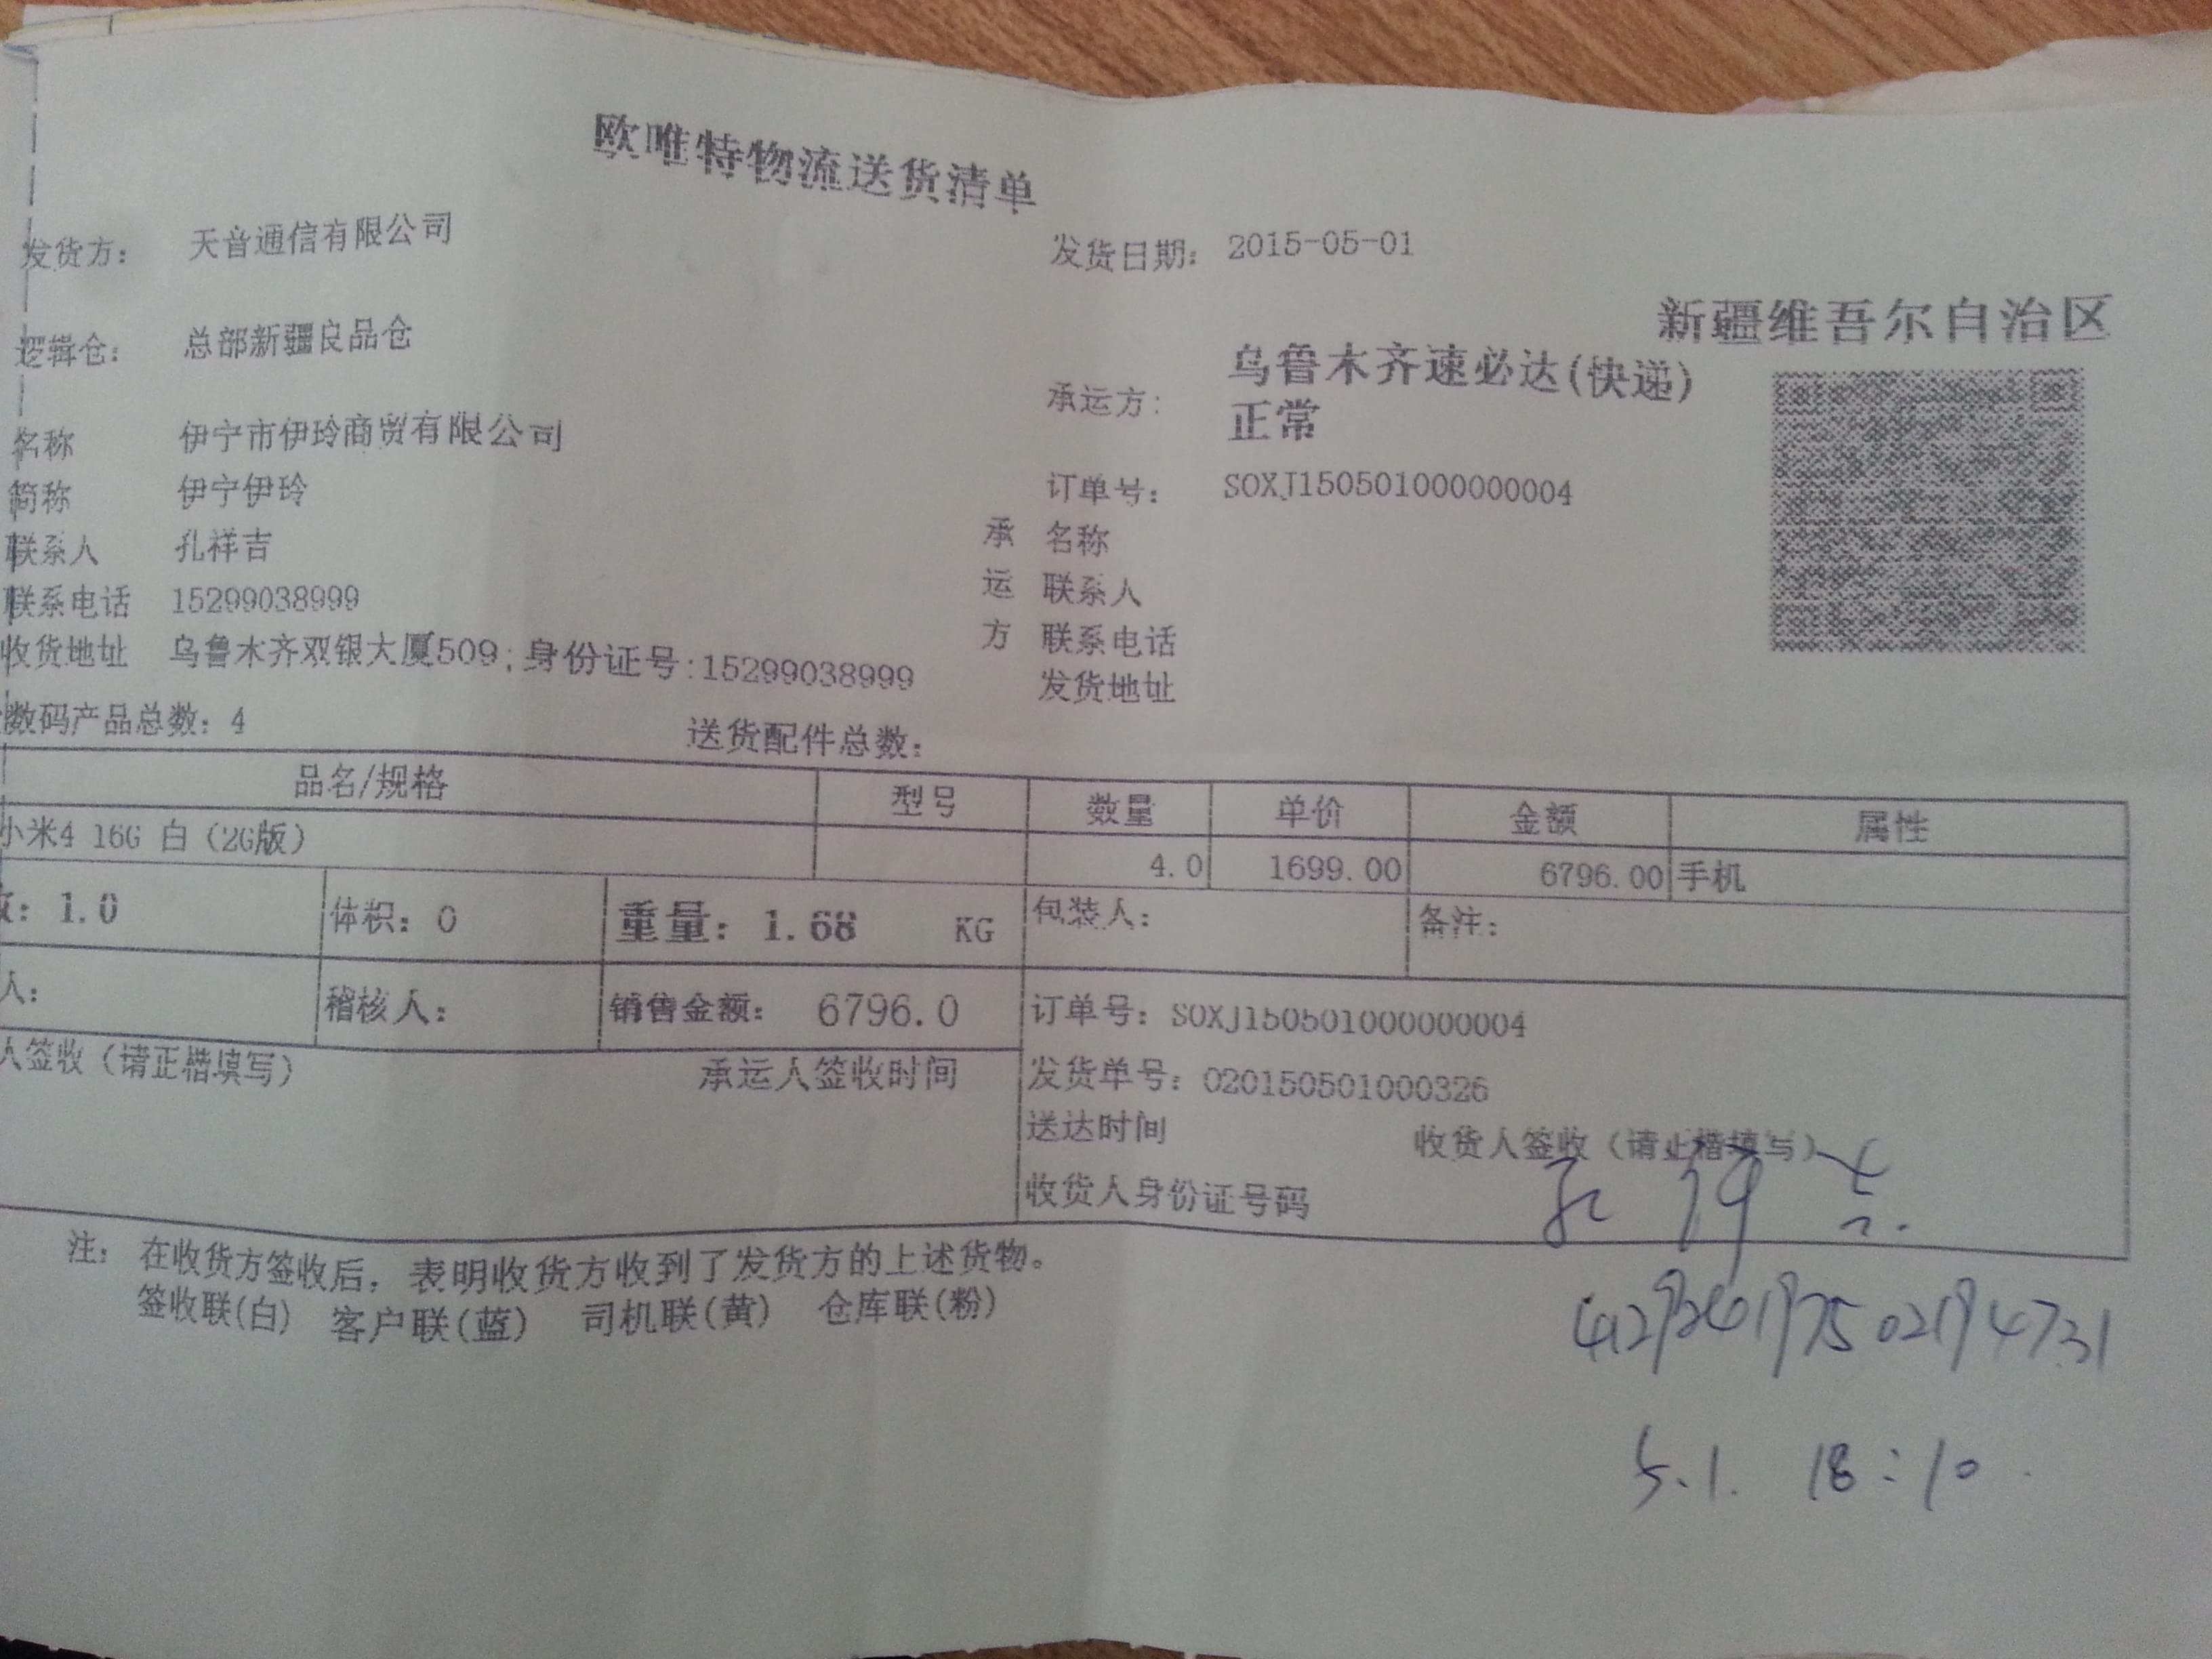 欧唯特物流送货清单
发货方： 天音通信有限公司 发货日期： 2015-05-01
新疆维吾尔自治区
逻辑仓： 总部新疆良品仓
承运方： 乌鲁木齐速必达(快递)
正常
名称 伊宁市伊玲商贸有限公司
简称 伊宁伊玲 订单号： SOXJ150501000000004
联系人 孔祥吉 承 名称
联系电话 15299038999 运 联系人
收货地址 乌鲁木齐双银大厦509;身份证号:15299038999 方 联系电话
发货地址
数码产品总数：4 送货配件总数：
品名/规格 型号 数量 单价 金额 属性
小米4 16G 白（2G版） 4.0 1699.00 6796.00 手机
：1.0 体积：0 重量：1.68 KG 包装人： 备注：
人： 稽核人： 销售金额： 6796.0 订单号：SOXJ150501000000004
人签收（请正楷填写） 承运人签收时间 发货单号：020150501000326
送达时间 收货人签收（请正楷填写）
孔祥吉
收货人身份证号码
注： 在收货方签收后，表明收货方收到了发货方的上述货物。
签收联(白) 客户联(蓝) 司机联(黄) 仓库联(粉)
5.1. 18:10